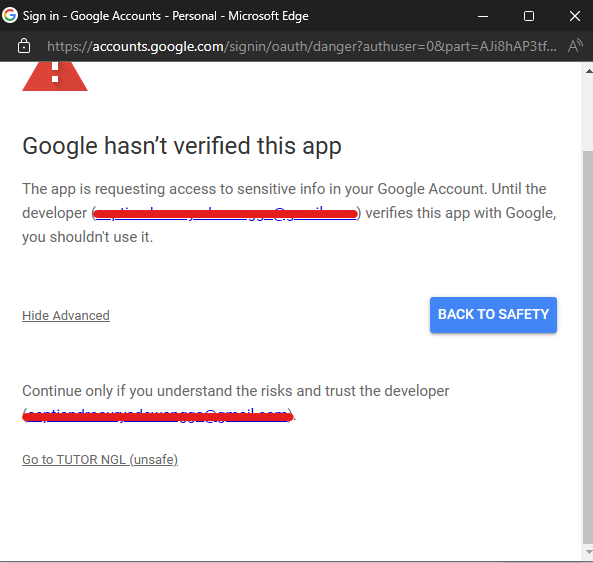 Sign in - Google Accounts - Personal - Microsoft Edge
https://accounts.google.com/signin/oauth/danger?authuser=0&part=AJi8hAP3tf...
Google hasn't verified this app
The app is requesting access to sensitive info in your Google Account. Until the
developer () verifies this app with Google,
you shouldn't use it.
Hide Advanced
BACK TO SAFETY
Continue only if you understand the risks and trust the developer
().
Go to TUTOR NGL (unsafe)